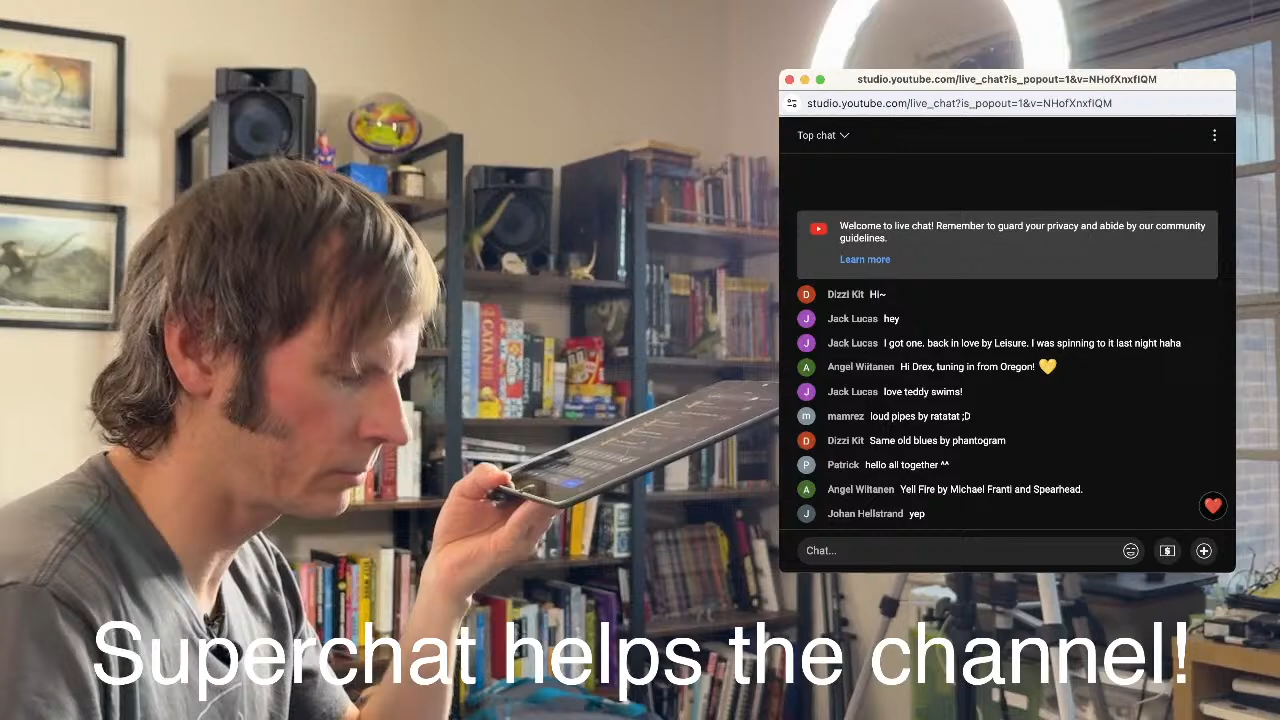 studio.youtube.com/live_chat?is_popout=1&v=NHofXnxfIQM
studio.youtube.com/live_chat?is_popout=1&v=NHofXnxfIQM
Top chat
Welcome to live chat! Remember to guard your privacy and abide by our community
guidelines.
Learn more
D Dizzi Kit Hi~
J Jack Lucas hey
J Jack Lucas I got one. back in love by Leisure. I was spinning to it last night haha
A Angel Wiitanen Hi Drex, tuning in from Oregon! 💛
J Jack Lucas love teddy swims!
m mamrez loud pipes by ratatat ;D
D Dizzi Kit Same old blues by phantogram
P Patrick hello all together ^^
A Angel Wiitanen Yell Fire by Michael Franti and Spearhead.
J Johan Hellstrand yep
Chat...
CATAN
Superchat helps the channel!